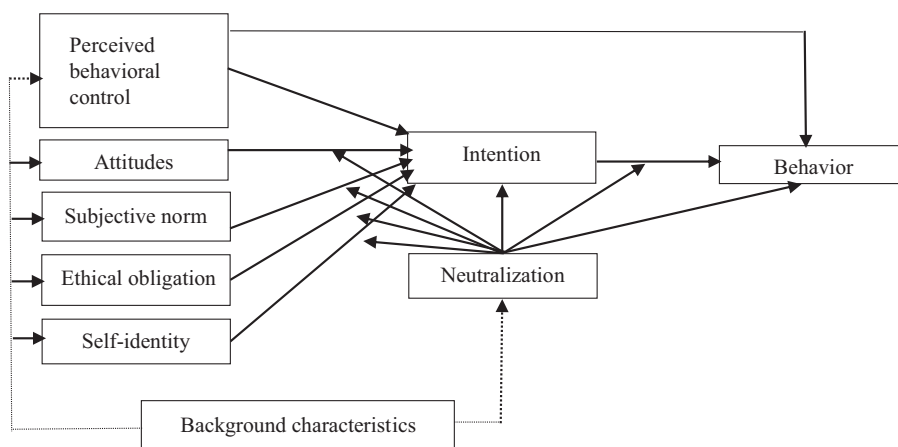 Perceived
behavioral
control
Attitudes
Subjective norm
Ethical obligation
Self-identity
Intention
Behavior
Neutralization
Background characteristics